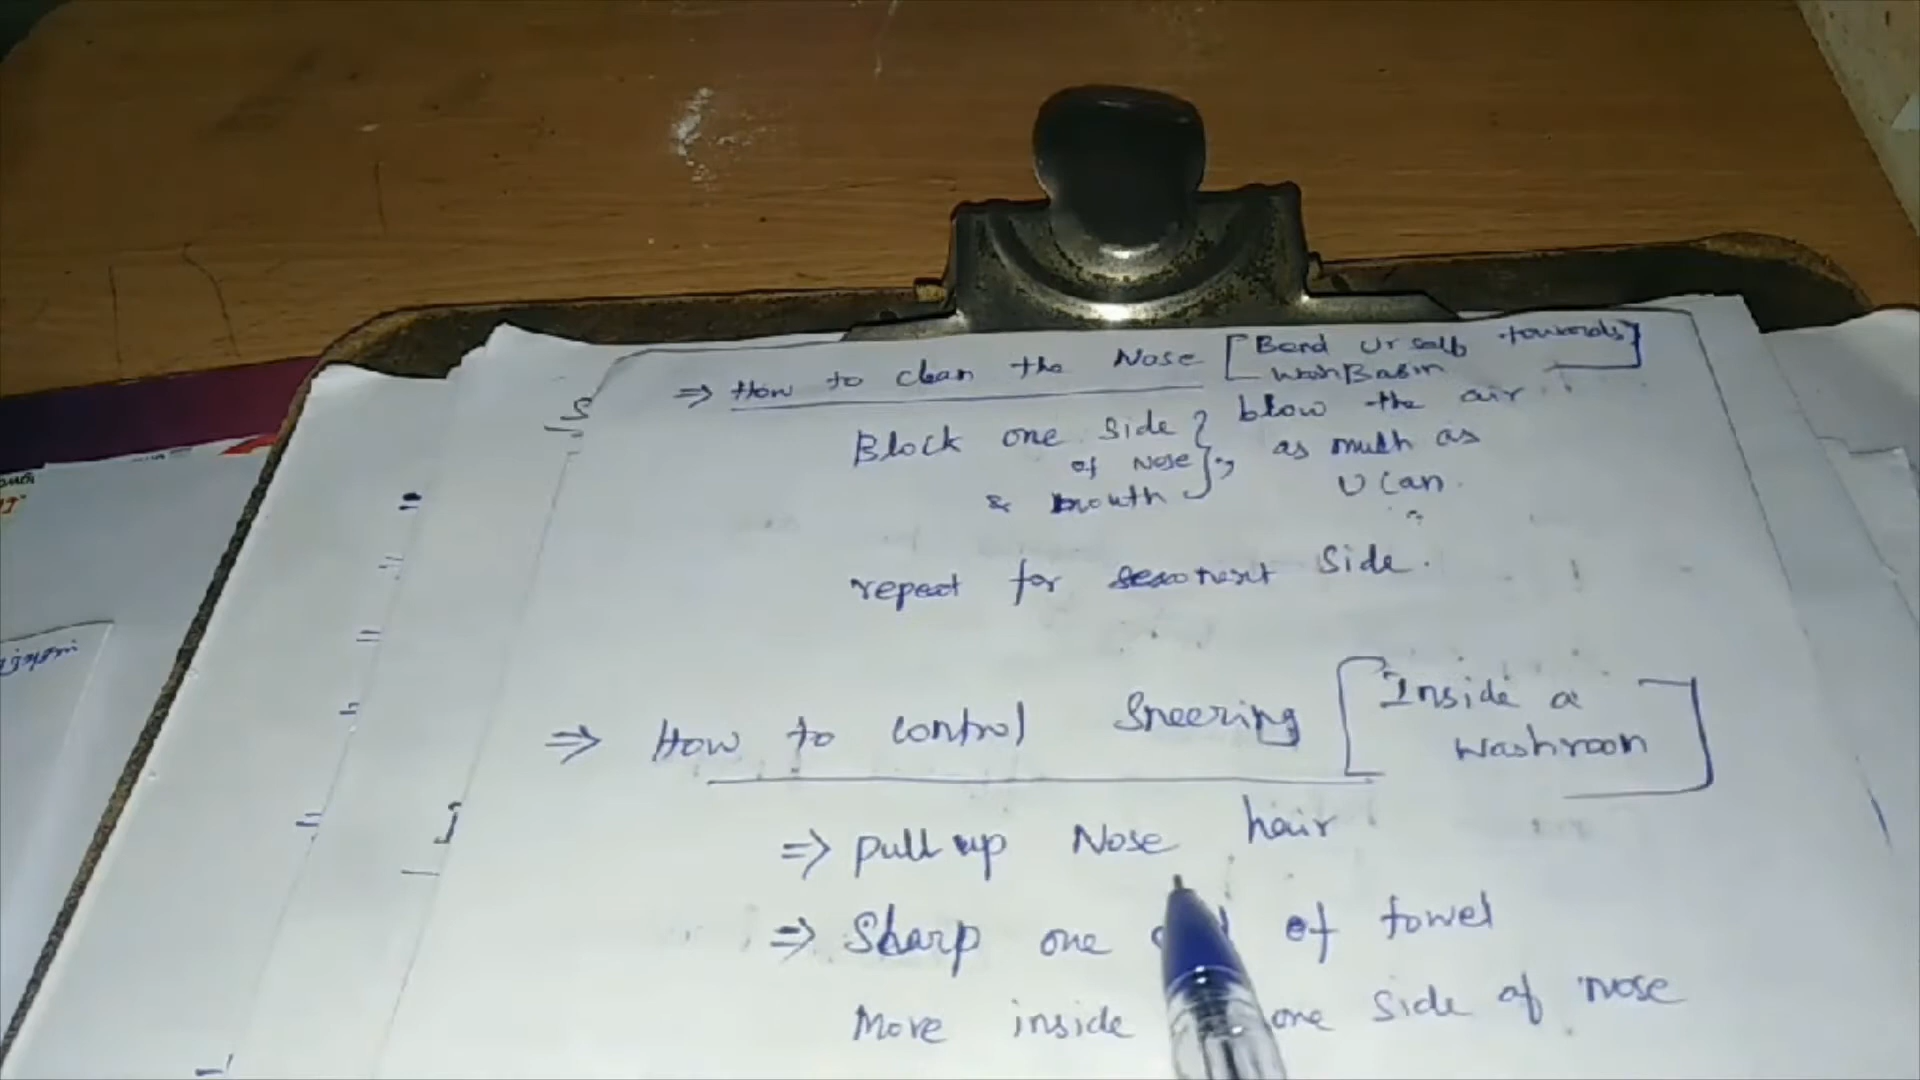 ⇒ How to clean the Nose [Bend Ur self towards
WashBasin]
Block one side } blow the air
of Nose as much as
& mouth U Can.
repeat for next side.
⇒ How to control Sneezing [Inside a
washroom]
⇒ Pull up Nose hair
⇒ Sharp one of towel
Move inside one side of nose